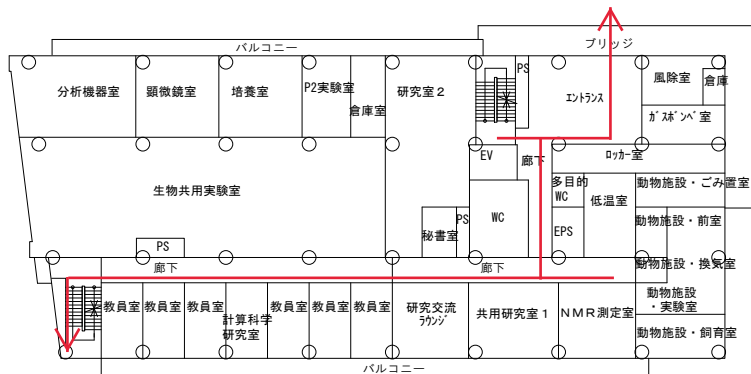 バルコニー
ブリッジ
分析機器室
顕微鏡室
培養室
P2実験室
倉庫室
研究室2
PS
エントランス
風除室
倉庫
ガスボンベ室
EV
廊下
ロッカー室
生物共用実験室
多目的
WC
低温室
動物施設・ごみ置室
PS
秘書室
PS
WC
EPS
動物施設・前室
廊下
廊下
動物施設・換気室
教員室
教員室
教員室
計算科学
研究室
教員室
教員室
教員室
研究交流
ラウンジ
共用研究室1
NMR測定室
動物施設
・実験室
動物施設・飼育室
バルコニー